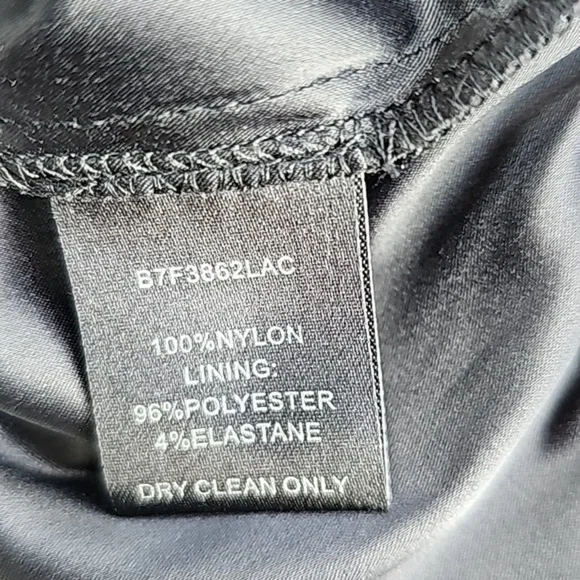 B7F3862LAC
100%NYLON
LINING:
96%POLYESTER
4%ELASTANE
DRY CLEAN ONLY